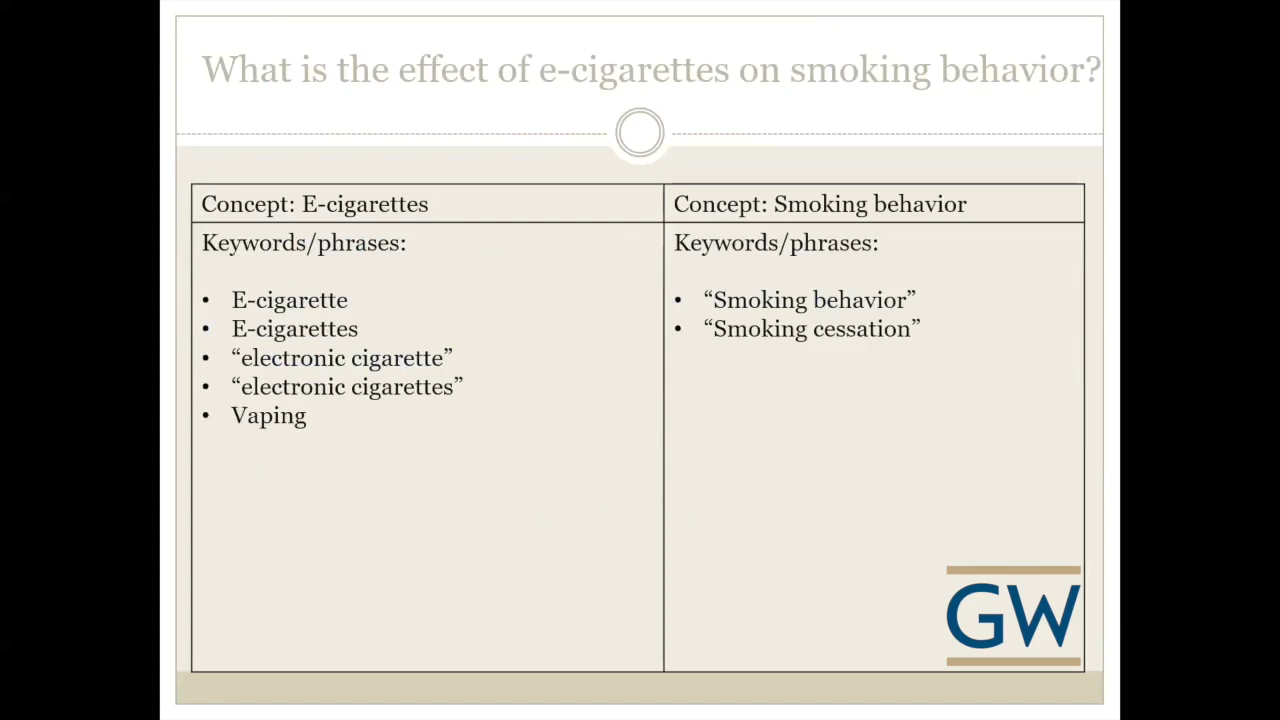 What is the effect of e-cigarettes on smoking behavior?
Concept: E-cigarettes
Keywords/phrases:
• E-cigarette
• E-cigarettes
• “electronic cigarette”
• “electronic cigarettes”
• Vaping
Concept: Smoking behavior
Keywords/phrases:
• “Smoking behavior”
• “Smoking cessation”
GW